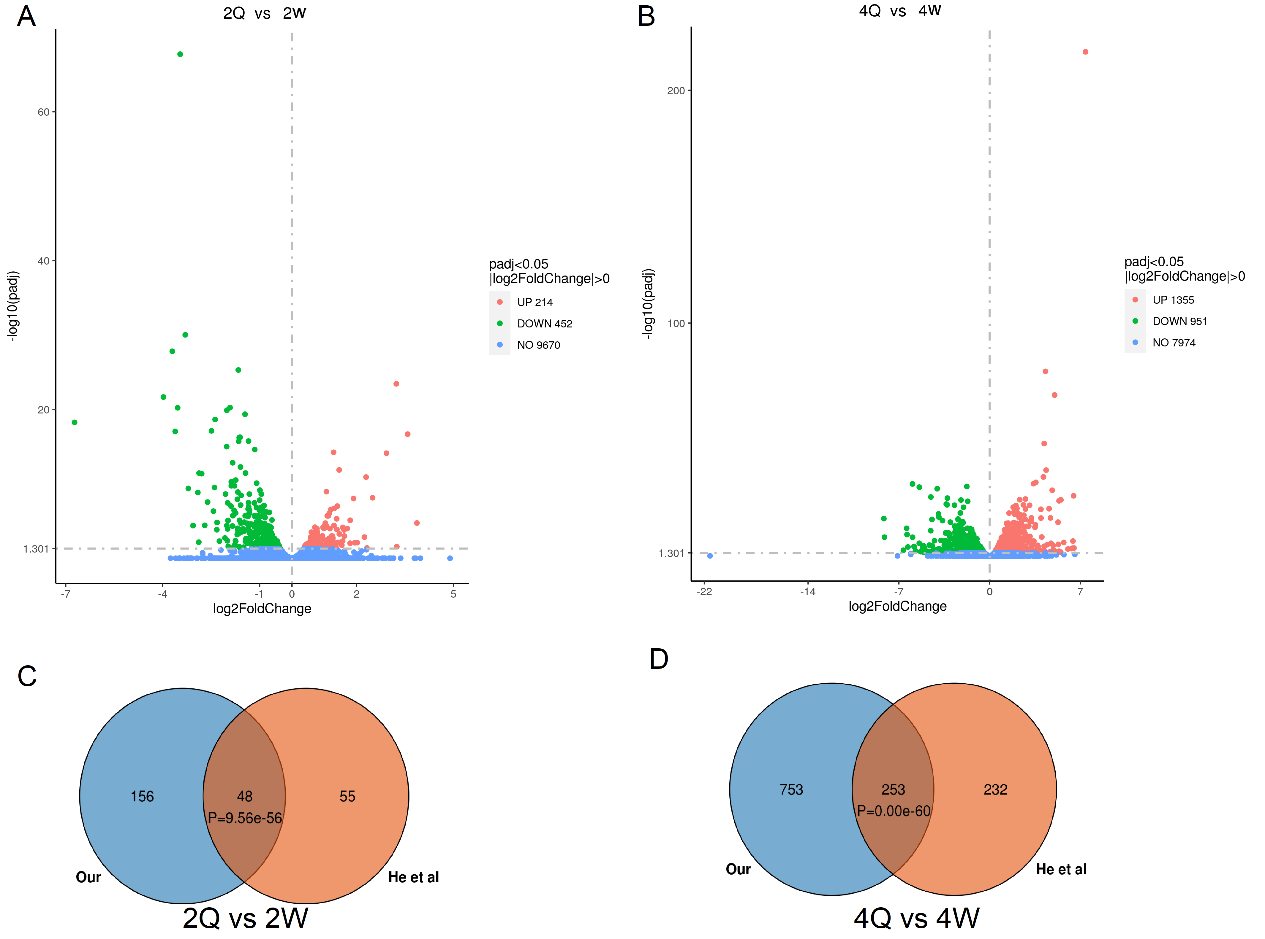 A
2Q vs 2W
60
40
20
1.301
-log10(padj)
-7
-4
-1
0
2
5
log2FoldChange
padj<0.05
|log2FoldChange|>0
UP 214
DOWN 452
NO 9670
B
4Q vs 4W
200
100
1.301
-log10(padj)
-22
-14
-7
0
7
log2FoldChange
padj<0.05
|log2FoldChange|>0
UP 1355
DOWN 951
NO 7974
C
156
48
55
P=9.56e-56
Our
He et al
2Q vs 2W
D
753
253
232
P=0.00e-60
Our
He et al
4Q vs 4W